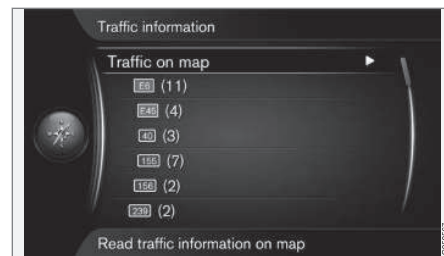 Traffic information
Traffic on map
E6 (11)
E45 (4)
40 (3)
155 (7)
156 (2)
239 (2)
Read traffic information on map